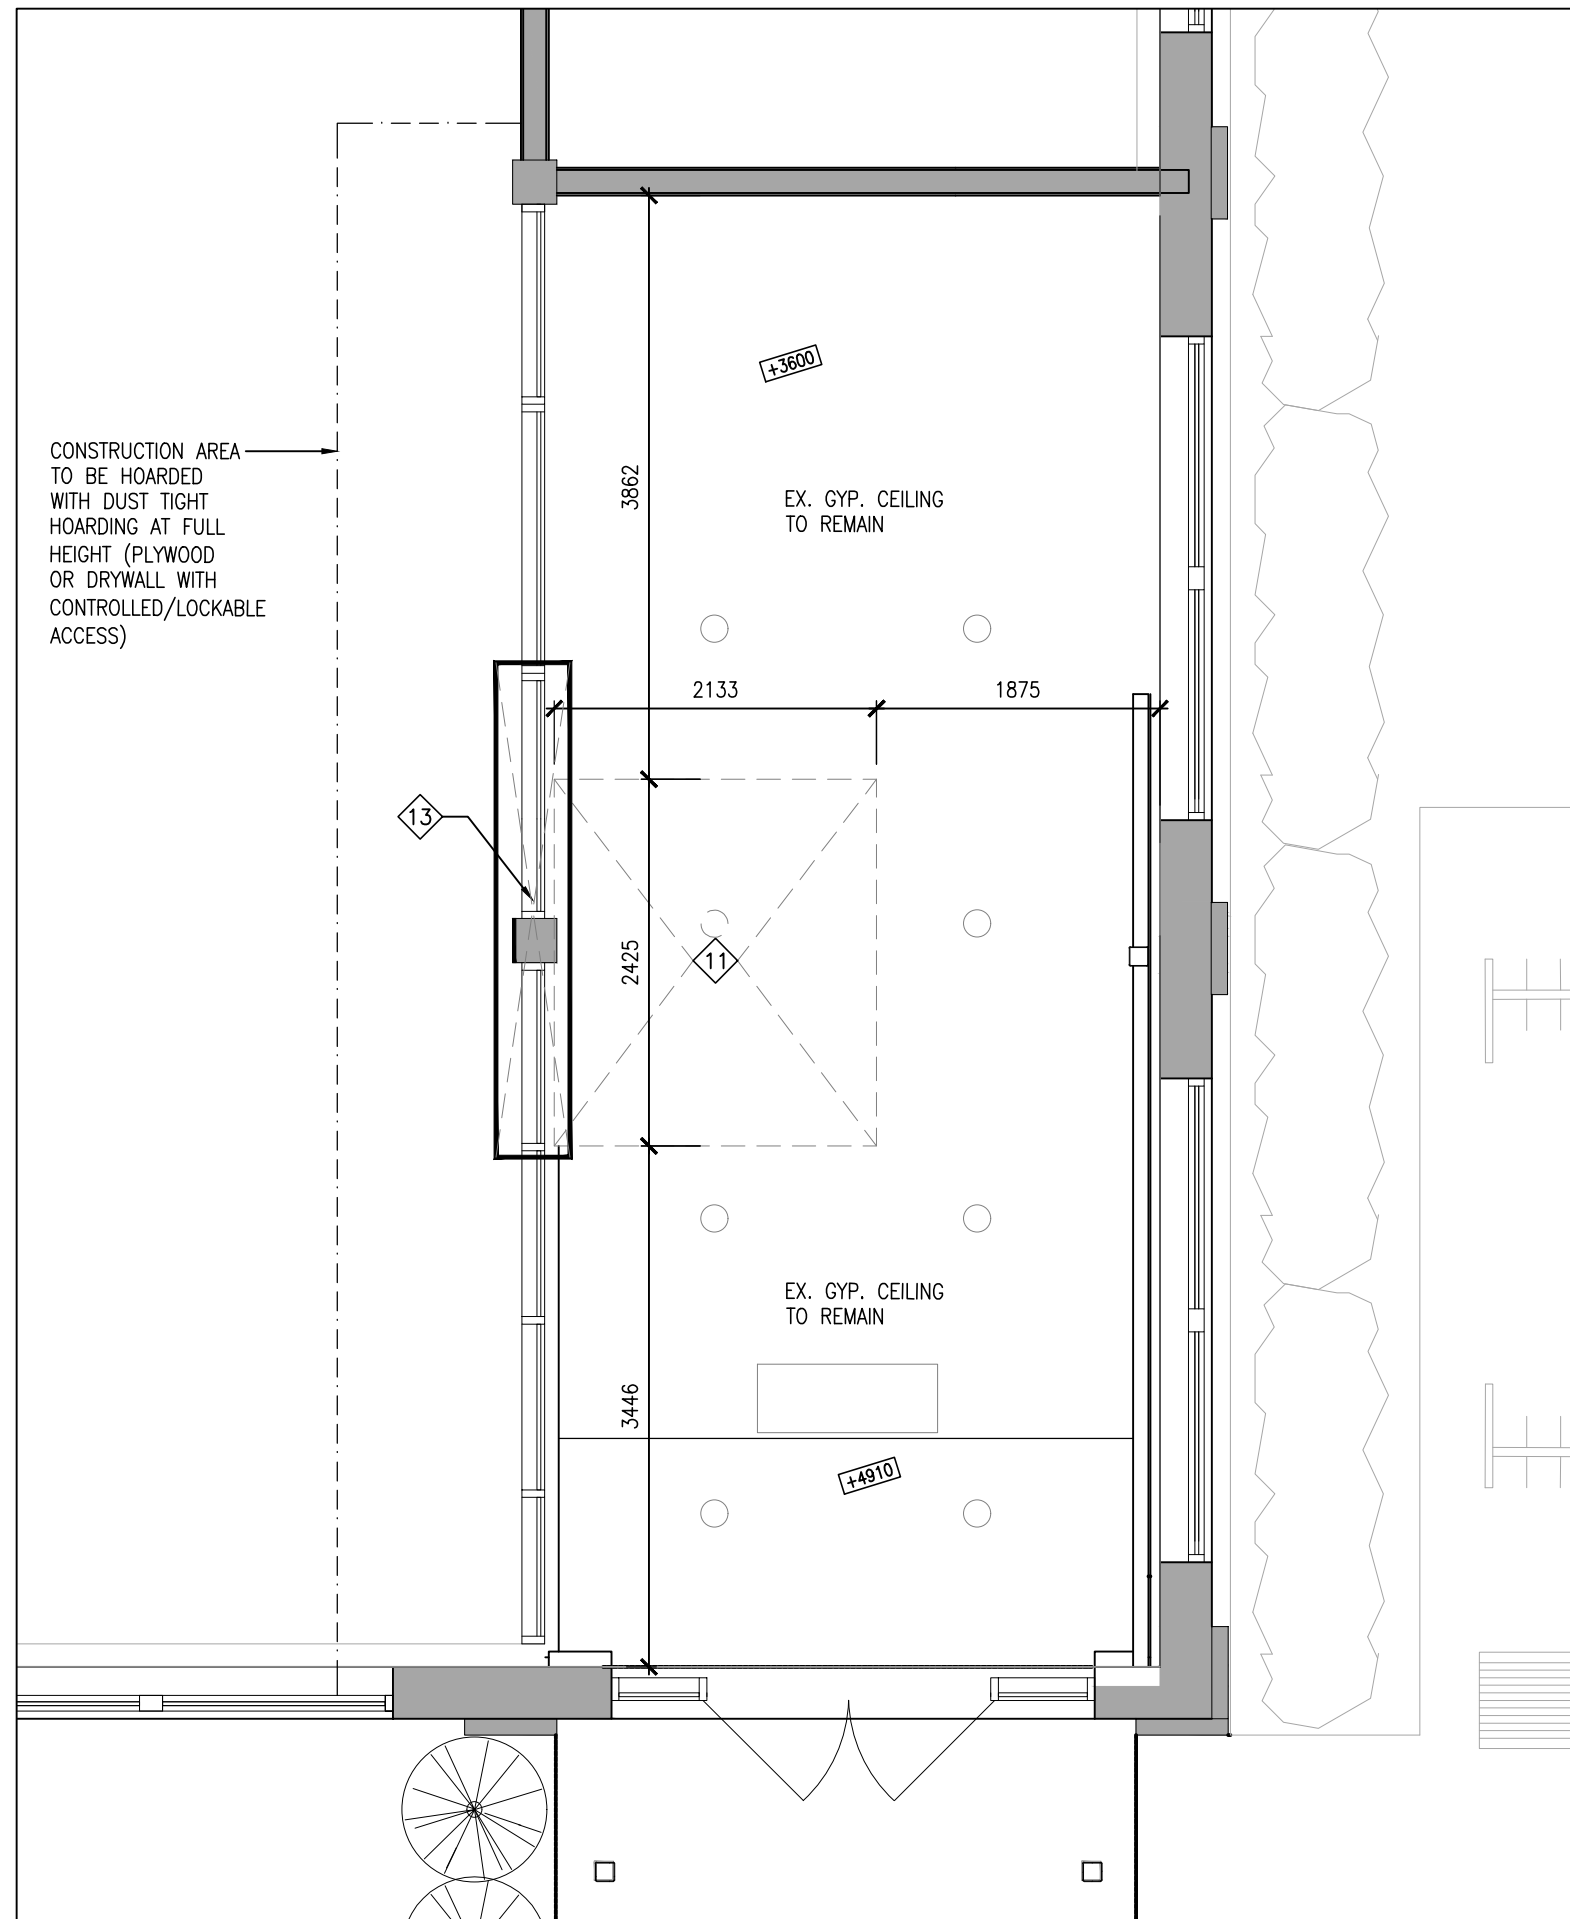 +3600
CONSTRUCTION AREA
TO BE HOARDED
WITH DUST TIGHT
HOARDING AT FULL
HEIGHT (PLYWOOD
OR DRYWALL WITH
CONTROLLED/LOCKABLE
ACCESS)
3862
EX. GYP. CEILING
TO REMAIN
2133
1875
13
2425
11
EX. GYP. CEILING
TO REMAIN
3446
+4910